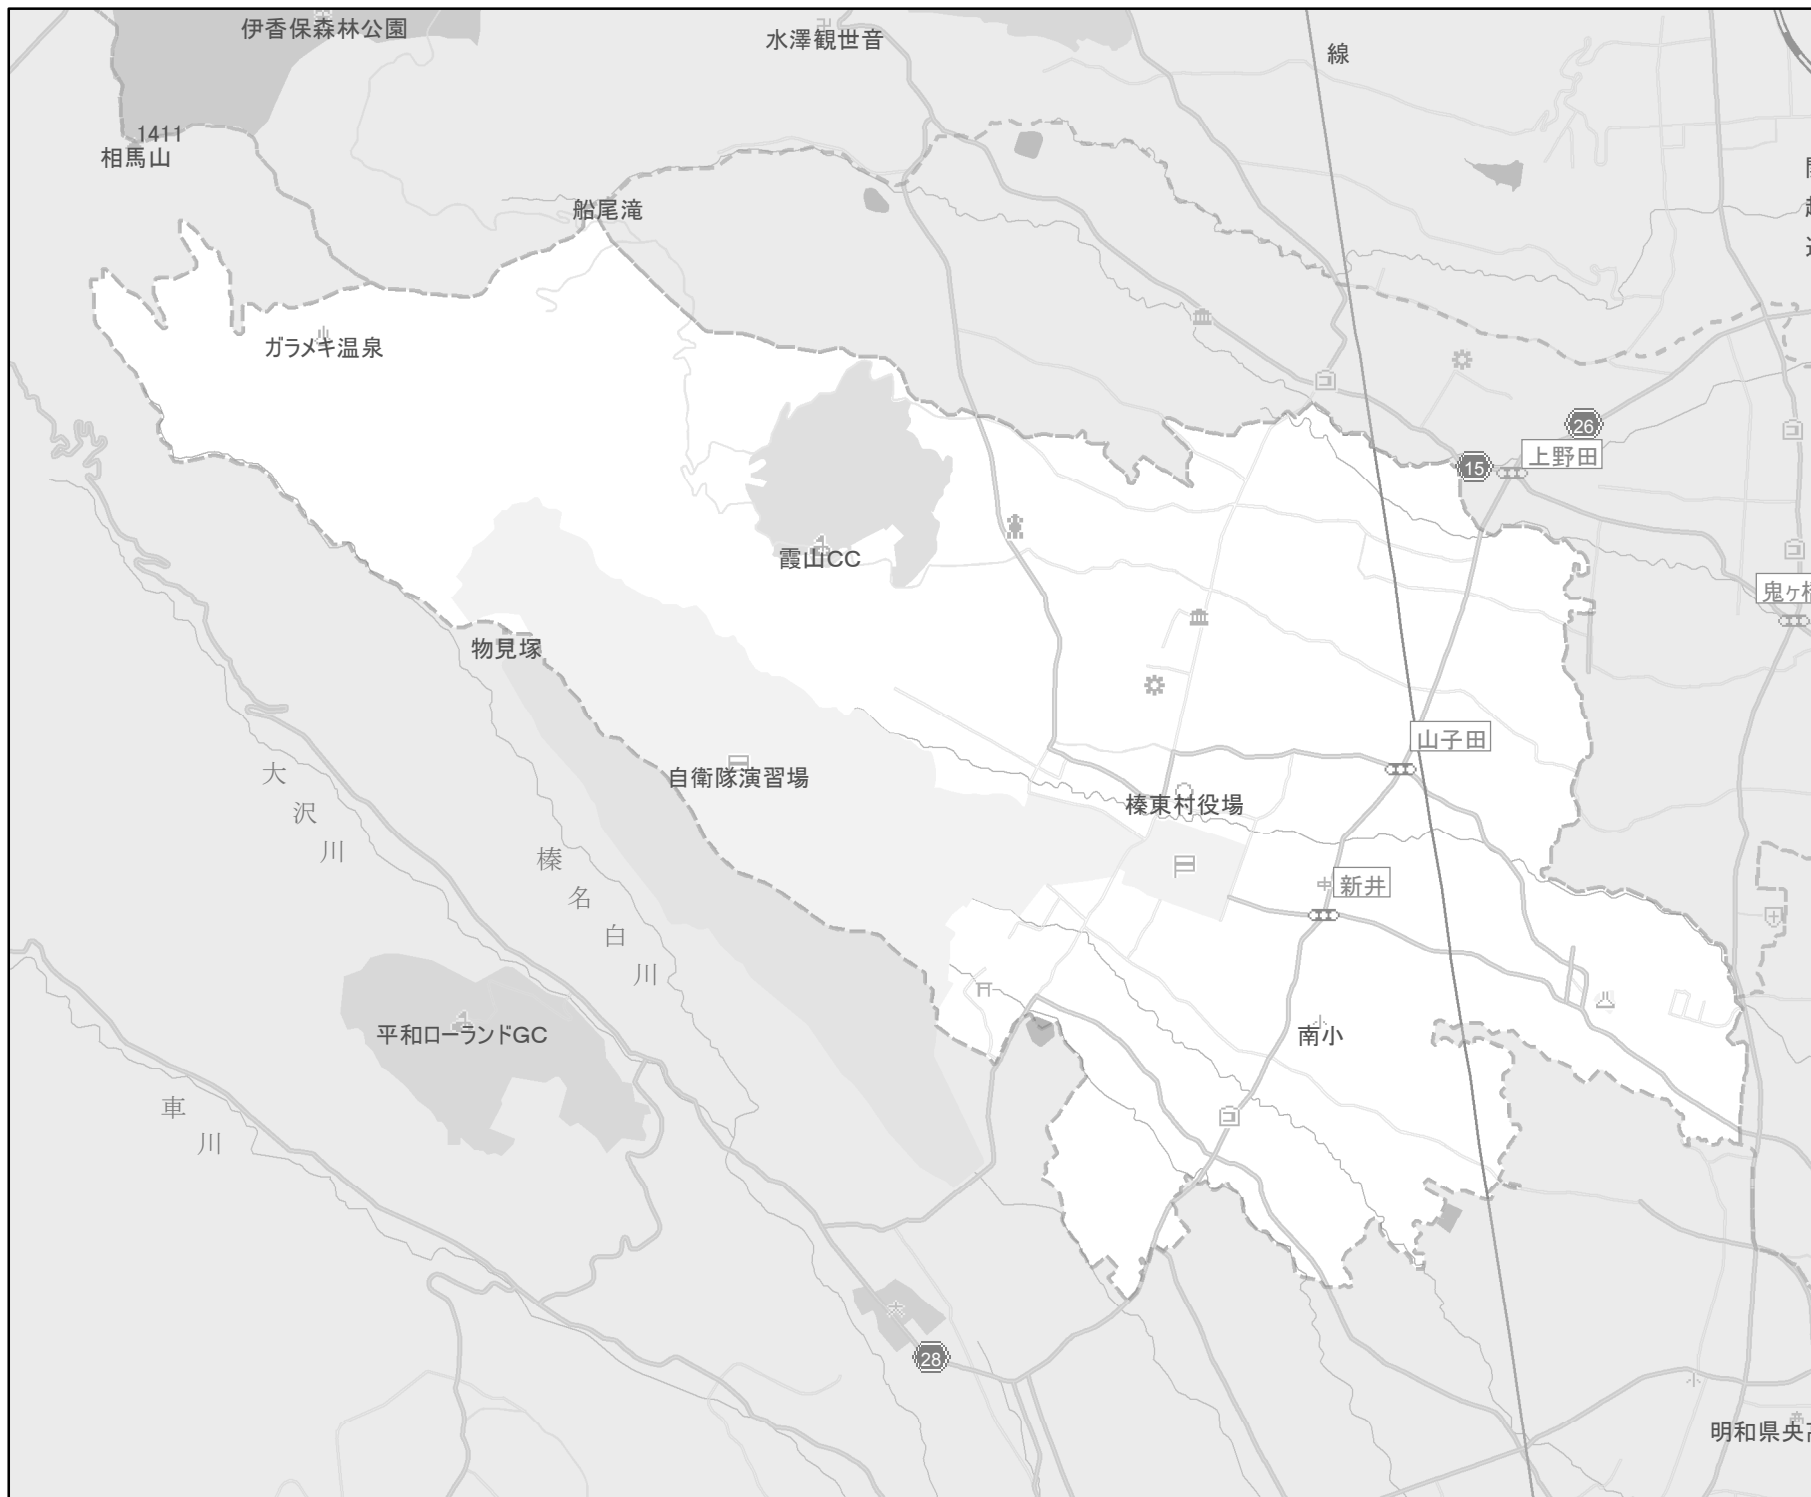 伊香保森林公園
水澤観世音
線
1411
相馬山
船尾滝
ガラメキ温泉
26
上野田
15
霞山CC
鬼ヶ
物見塚
山子田
自衛隊演習場
榛東村役場
大沢川
榛名白川
新井
平和ローランドGC
南小
車川
28
明和県央